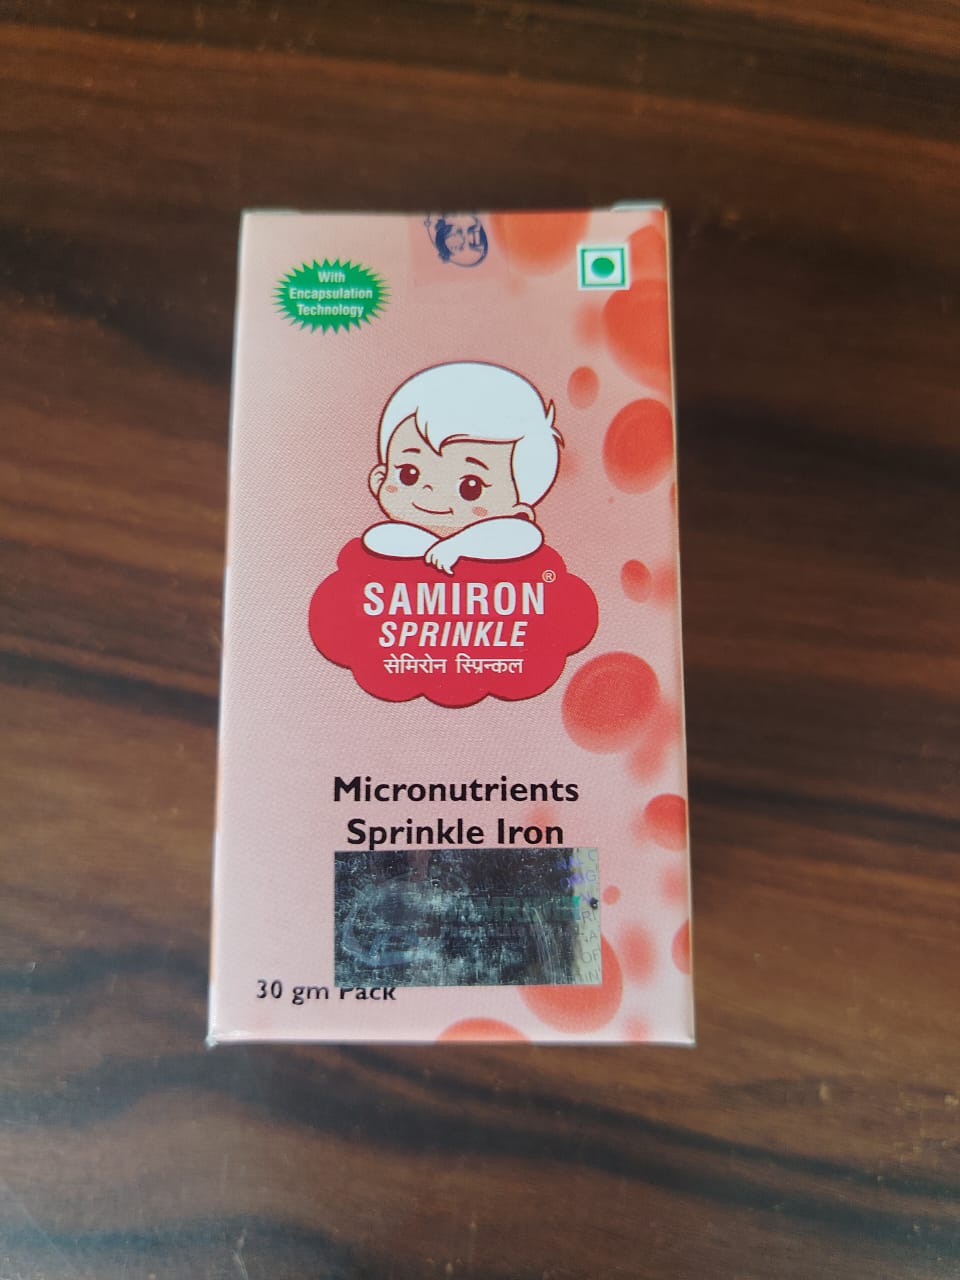 With
Encapsulation
Technology
SAMIRON®
SPRINKLE
सेमिरोन स्प्रिन्कल
Micronutrients
Sprinkle Iron
30 gm Pack